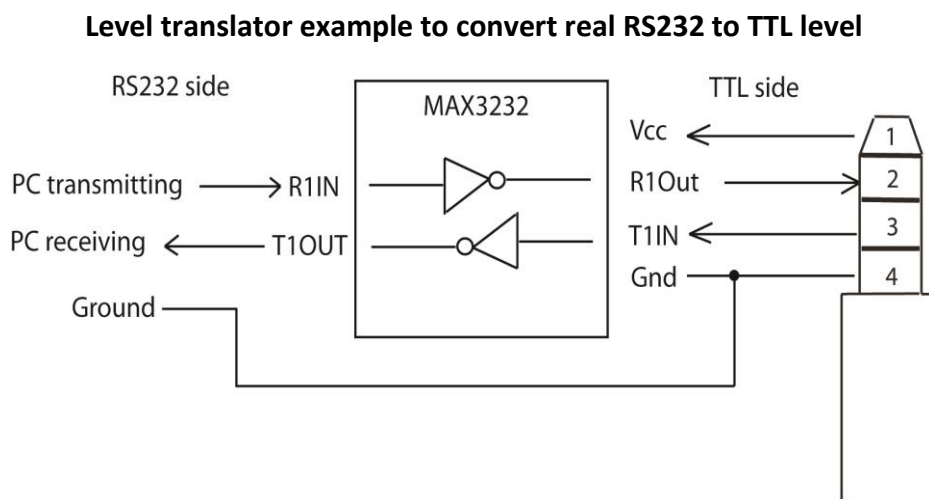 Level translator example to convert real RS232 to TTL level
RS232 side
MAX3232
TTL side
Vcc
1
PC transmitting
R1IN
R1Out
2
PC receiving
T1OUT
T1IN
3
Ground
Gnd
4